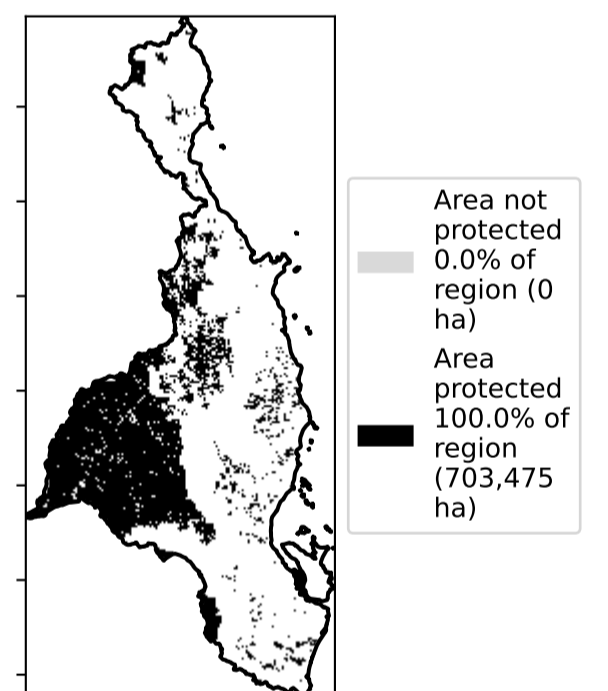 Area not
protected
0.0% of
region (0
ha)
Area
protected
100.0% of
region
(703,475
ha)